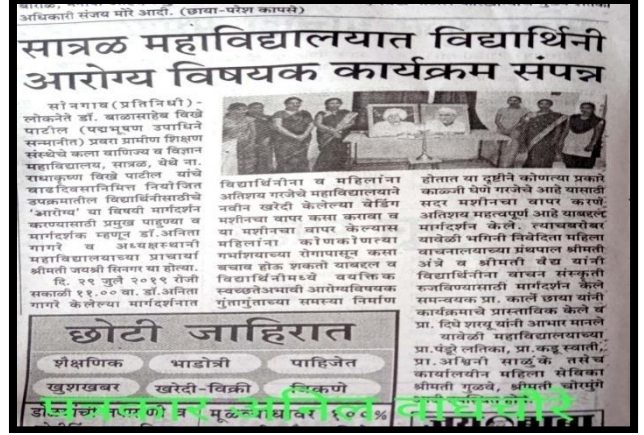 अधिकारी संजय मोरे आदी. (छाया-परेश कापसे)
सात्रळ महाविद्यालयात विद्यार्थिनी
आरोग्य विषयक कार्यक्रम संपन्न
सोनगाव(प्रतिनिधी)-
लोकनेते डॉ. बाळासाहेब विखे
पाटील (पद्मभूषण उपाधिने
सन्मानीत) प्रवरा ग्रामीण शिक्षण
संस्थेचे कला वाणिज्य व विज्ञान
महाविद्यालय, सात्रळ, येथे ना.
राधाकृष्ण विखे पाटील यांचे
वाढदिवसानिमित्त नियोजित
उपक्रमातील विद्यार्थिनीसाठीचे
'आरोग्य' या विषयी मार्गदर्शन
करण्यासाठी प्रमुख पाहुण्या व
मार्गदर्शक म्हणून डॉ.अनिता
गागरे व अध्यक्षस्थानी
महाविद्यालयाच्या प्राचार्या
श्रीमती जयश्री सिनगर या होत्या.
दि. २९ जुलै २०१९ रोजी
सकाळी ११.०० वा. डॉ.अनिता
गागरे केलेल्या मार्गदर्शनात
विद्यार्थिनीना व महिलांना
अतिशय गरजेचे महाविद्यालयाने
नवीन खरेदी केलेल्या वेंडिग
मशीनचा वापर कसा करावा व
या मशीनचा वापर केल्यास
महिलांना कोणकोणत्या
गर्भाशयाच्या रोगापासून कसा
बचाव होऊ शकतो याबद्दल व
विद्यार्थिनीमध्ये वयक्तिक
स्वच्छतेअभावी आरोग्यविषयक
गुंतागुंताच्या समस्या निर्माण
होतात या दृष्टीने कोणत्या प्रकारे
काळजी घेणे गरजेचे आहे यासाठी
सदर मशीनचा वापर करणे
अतिशय महत्वपूर्ण आहे याबद्दल
मार्गदर्शन केले. त्याचबरोबर
यावेळी भगिनी निवेदिता महिला
वाचनालयाच्या ग्रंथपाल श्रीमती
अंत्रे व श्रीमती वैद्य यांनी
विद्यार्थिनीना वाचन संस्कृती
रुजविण्यासाठी मार्गदर्शन केले
समन्वयक प्रा. कार्ले छाया यांनी
कार्यक्रमाचे प्रास्ताविक केले व
प्रा. दिघे शरयू यांनी आभार मानले
यावेळी महाविद्यालयाच्या
प्रा.पंडूरे लतिका, प्रा.कडू स्वाती,
प्रा.अश्विनी साळुंके तसेच
कार्यालयीन महिला सेविका
श्रीमती गुळवे, श्रीमती चोरमुंगे
छोटी जाहिरात
शैक्षणिक भाडोत्री पाहिजेत
खुशखबर खरेदी-विक्री
पत्रकार अनिल वाघचौरे